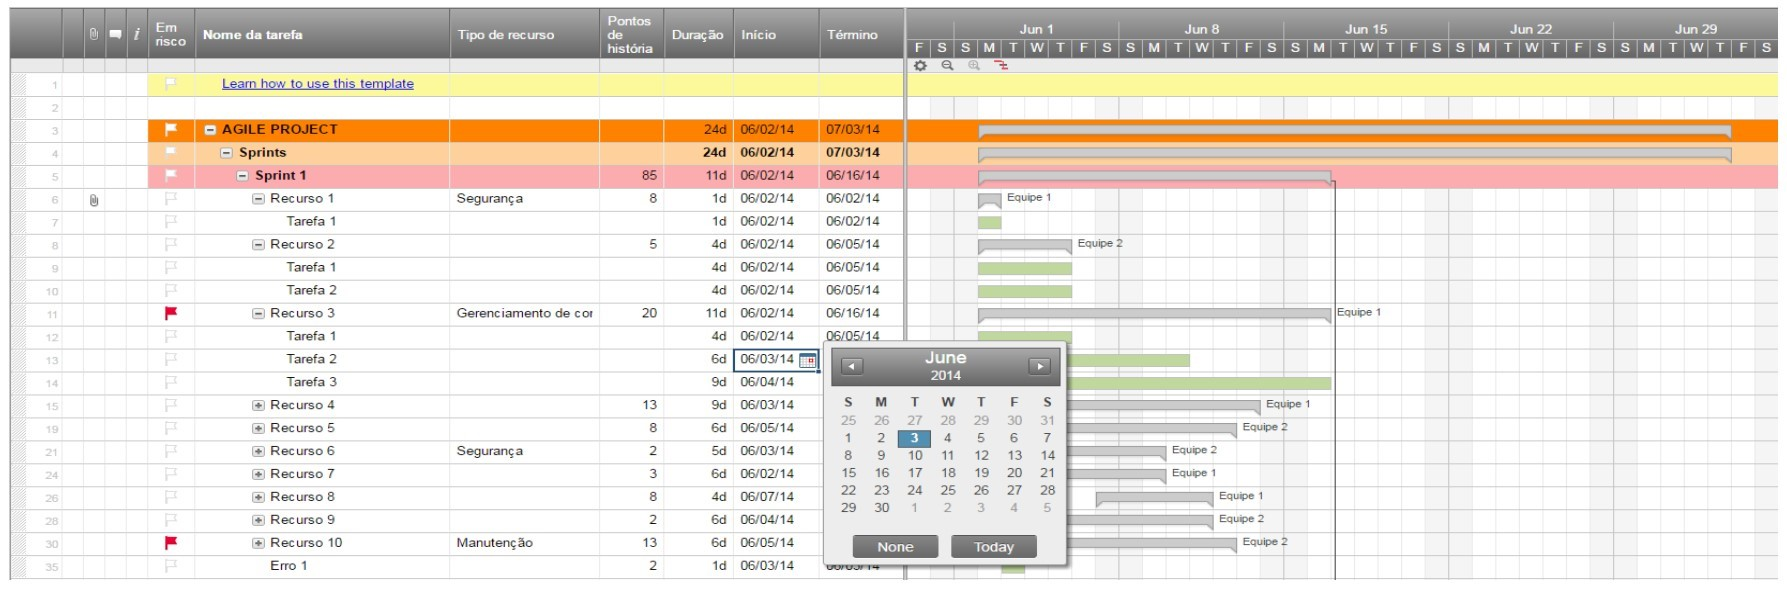 Em risco Nome da tarefa Tipo de recurso Pontos de história Duração Início Término Jun 1 Jun 8 Jun 15 Jun 22 Jun 29
F S S M T W T F S S M T W T F S S M T W T F S S M T W T F S S M T W T F S
1 Learn how to use this template
2
3 AGILE PROJECT 24d 06/02/14 07/03/14
4 Sprints 24d 06/02/14 07/03/14
5 Sprint 1 85 11d 06/02/14 06/16/14
6 Recurso 1 Segurança 8 1d 06/02/14 06/02/14 Equipe 1
7 Tarefa 1 1d 06/02/14 06/02/14
8 Recurso 2 5 4d 06/02/14 06/05/14 Equipe 2
9 Tarefa 1 4d 06/02/14 06/05/14
10 Tarefa 2 4d 06/02/14 06/05/14
11 Recurso 3 Gerenciamento de cor 20 11d 06/02/14 06/16/14 Equipe 1
12 Tarefa 1 4d 06/02/14 06/05/14
13 Tarefa 2 6d 06/03/14
14 Tarefa 3 9d 06/04/14
15 Recurso 4 13 9d 06/03/14 Equipe 1
19 Recurso 5 8 6d 06/05/14 Equipe 2
21 Recurso 6 Segurança 2 5d 06/03/14 Equipe 2
24 Recurso 7 3 6d 06/02/14 Equipe 1
26 Recurso 8 8 4d 06/07/14 Equipe 1
28 Recurso 9 2 6d 06/04/14 Equipe 2
30 Recurso 10 Manutenção 13 6d 06/05/14 Equipe 2
35 Erro 1 2 1d 06/03/14
June
2014
S M T W T F S
25 26 27 28 29 30 31
1 2 3 4 5 6 7
8 9 10 11 12 13 14
15 16 17 18 19 20 21
22 23 24 25 26 27 28
29 30 1 2 3 4 5
None Today